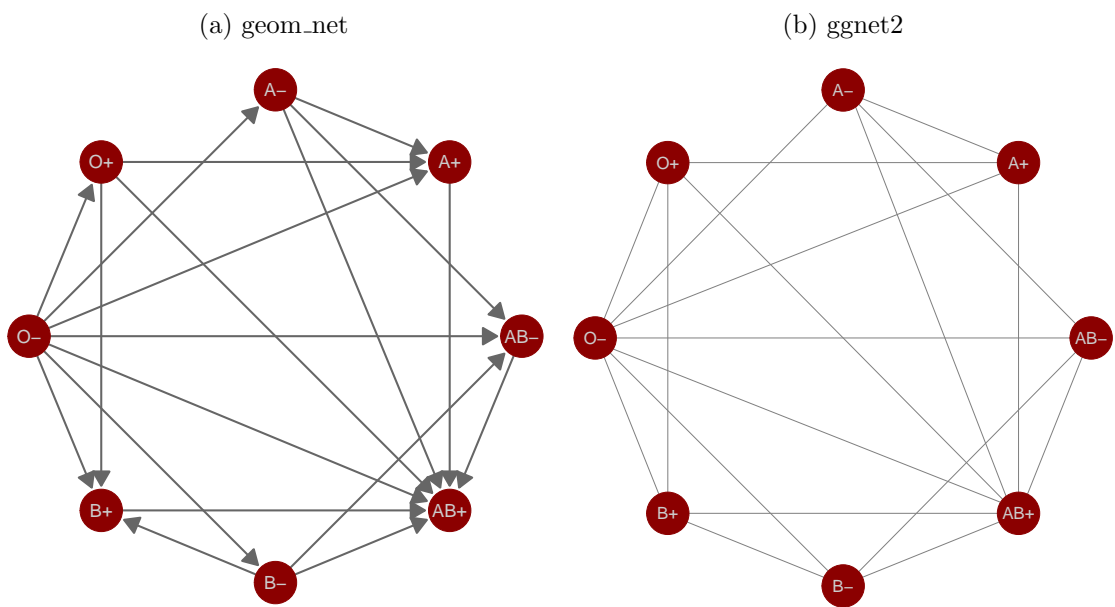 (a) geom_net
(b) ggnet2
A−
O+
A+
O−
AB−
B+
AB+
B−
A−
O+
A+
O−
AB−
B+
AB+
B−